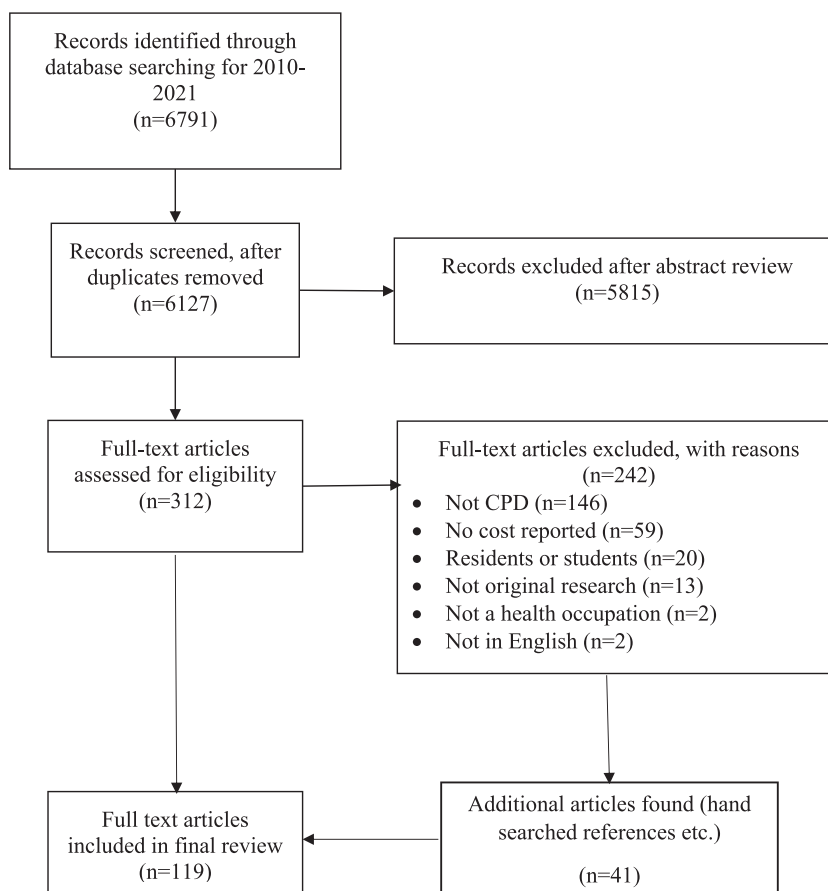 Records identified through
database searching for 2010-
2021
(n=6791)
Records screened, after
duplicates removed
(n=6127)
Records excluded after abstract review
(n=5815)
Full-text articles
assessed for eligibility
(n=312)
Full-text articles excluded, with reasons
(n=242)
• Not CPD (n=146)
• No cost reported (n=59)
• Residents or students (n=20)
• Not original research (n=13)
• Not a health occupation (n=2)
• Not in English (n=2)
Full text articles
included in final review
(n=119)
Additional articles found (hand
searched references etc.)
(n=41)